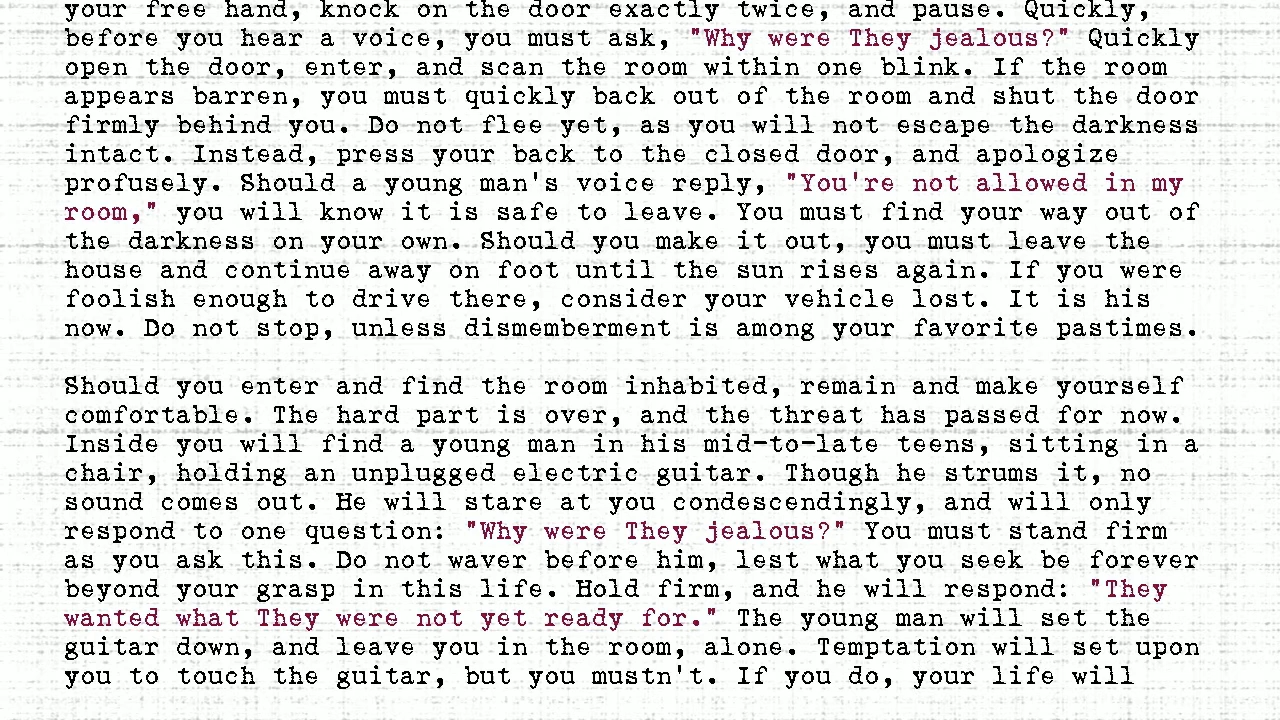 your free hand, knock on the door exactly twice, and pause. Quickly,
before you hear a voice, you must ask, "Why were They jealous?" Quickly
open the door, enter, and scan the room within one blink. If the room
appears barren, you must quickly back out of the room and shut the door
firmly behind you. Do not flee yet, as you will not escape the darkness
intact. Instead, press your back to the closed door, and apologize
profusely. Should a young man's voice reply, "You're not allowed in my
room," you will know it is safe to leave. You must find your way out of
the darkness on your own. Should you make it out, you must leave the
house and continue away on foot until the sun rises again. If you were
foolish enough to drive there, consider your vehicle lost. It is his
now. Do not stop, unless dismemberment is among your favorite pastimes.
Should you enter and find the room inhabited, remain and make yourself
comfortable. The hard part is over, and the threat has passed for now.
Inside you will find a young man in his mid-to-late teens, sitting in a
chair, holding an unplugged electric guitar. Though he strums it, no
sound comes out. He will stare at you condescendingly, and will only
respond to one question: "Why were They jealous?" You must stand firm
as you ask this. Do not waver before him, lest what you seek be forever
beyond your grasp in this life. Hold firm, and he will respond: "They
wanted what They were not yet ready for." The young man will set the
guitar down, and leave you in the room, alone. Temptation will set upon
you to touch the guitar, but you mustn't. If you do, your life will